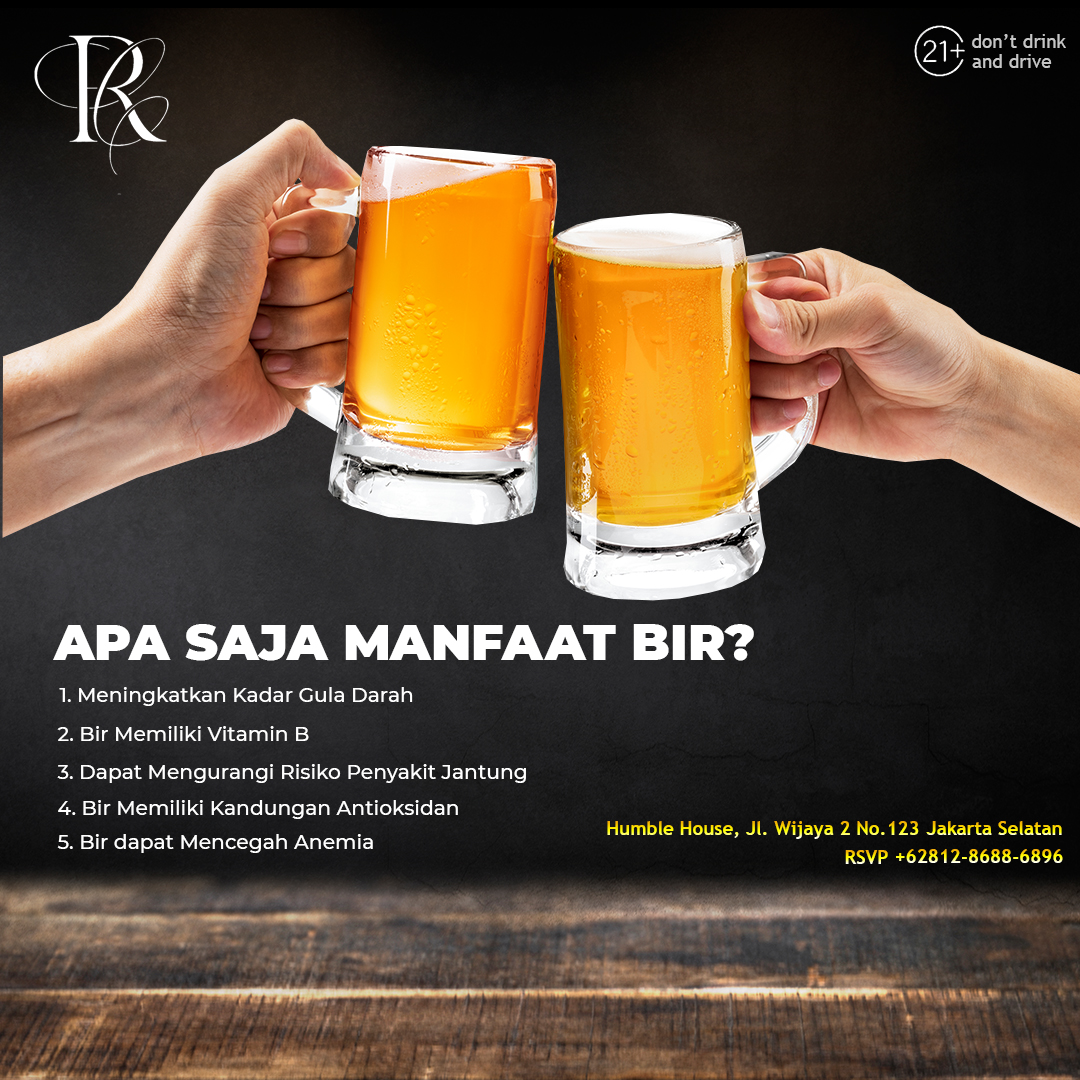 R
21+ don't drink
and drive
APA SAJA MANFAAT BIR?
1. Meningkatkan Kadar Gula Darah
2. Bir Memiliki Vitamin B
3. Dapat Mengurangi Risiko Penyakit Jantung
4. Bir Memiliki Kandungan Antioksidan
5. Bir dapat Mencegah Anemia
Humble House, Jl. Wijaya 2 No.123 Jakarta Selatan
RSVP +62812-8688-6896